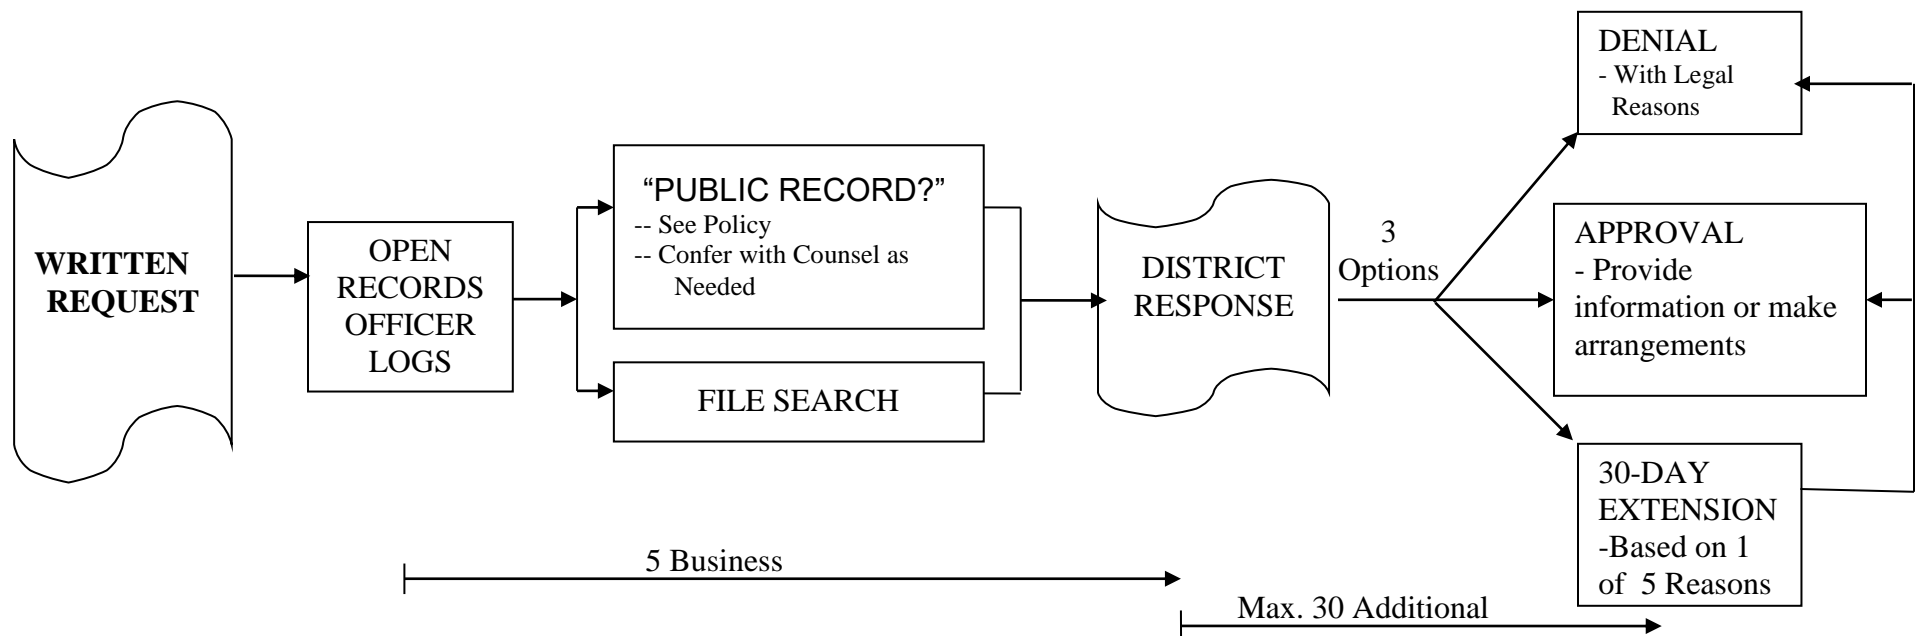 WRITTEN
REQUEST
OPEN
RECORDS
OFFICER
LOGS
“PUBLIC RECORD?”
-- See Policy
-- Confer with Counsel as
Needed
FILE SEARCH
DISTRICT
RESPONSE
3
Options
DENIAL
- With Legal
Reasons
APPROVAL
- Provide
information or make
arrangements
30-DAY
EXTENSION
-Based on 1
of 5 Reasons
5 Business
Max. 30 Additional